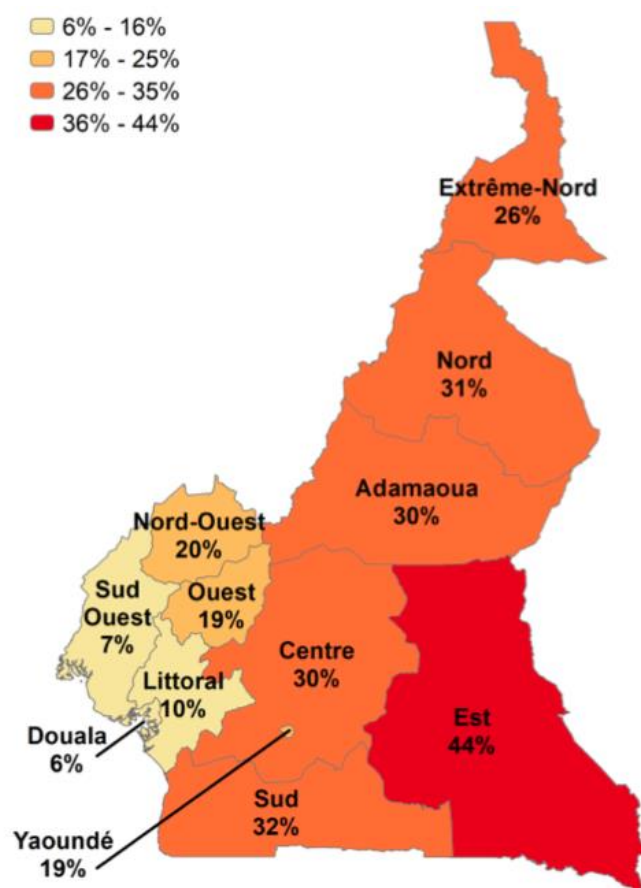 6% - 16%
17% - 25%
26% - 35%
36% - 44%
Extrême-Nord
26%
Nord
31%
Adamaoua
30%
Nord-Ouest
20%
Ouest
19%
Sud
Ouest
7%
Centre
30%
Littoral
10%
Est
44%
Douala
6%
Sud
32%
Yaoundé
19%